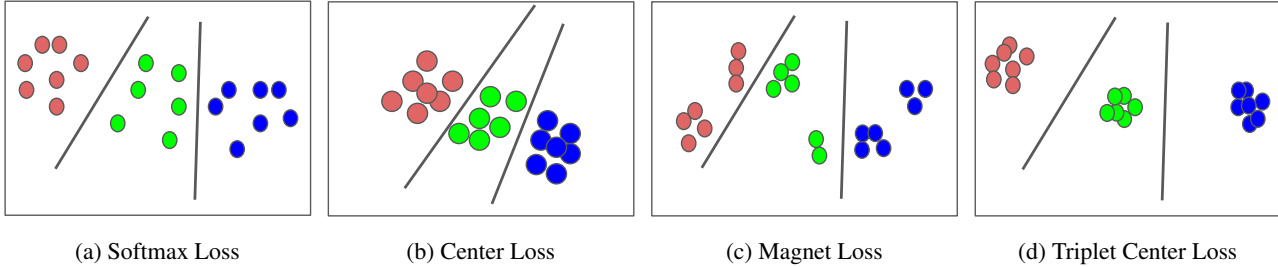 (a) Softmax Loss
(b) Center Loss
(c) Magnet Loss
(d) Triplet Center Loss